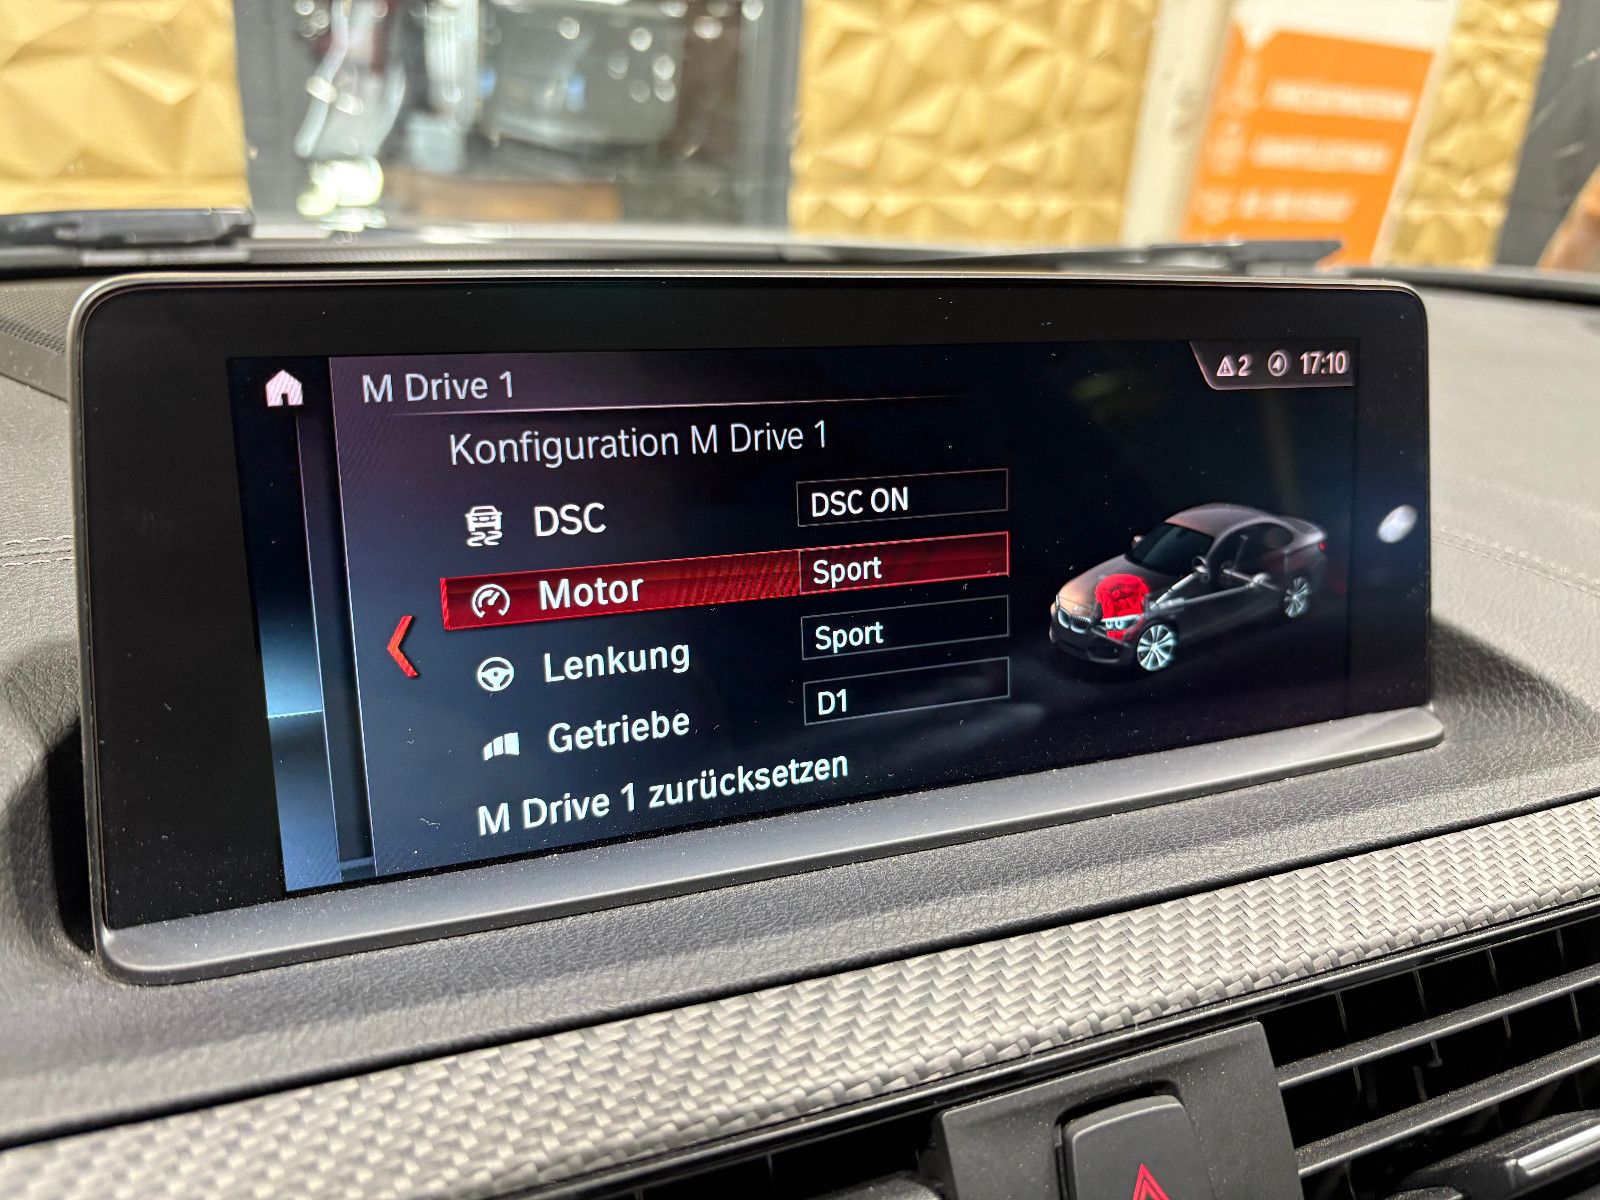 M Drive 1
2 17:10
Konfiguration M Drive 1
DSC DSC ON
Motor Sport
Lenkung Sport
Getriebe D1
M Drive 1 zurücksetzen